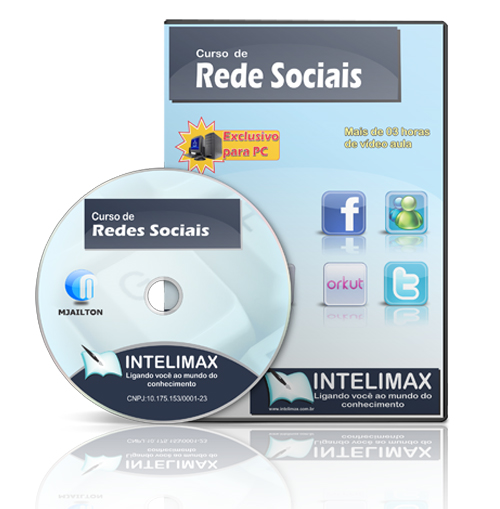 Curso de
Rede Sociais
Exclusivo
para PC
Mais de 03 horas
de vídeo aula
f
orkut
t
INTELIMAX
Ligando você ao mundo do
conhecimento
www.intelimax.com.br
Curso de
Redes Sociais
MJAILTON
INTELIMAX
Ligando você ao mundo do
conhecimento
CNPJ:10.175.153/0001-23